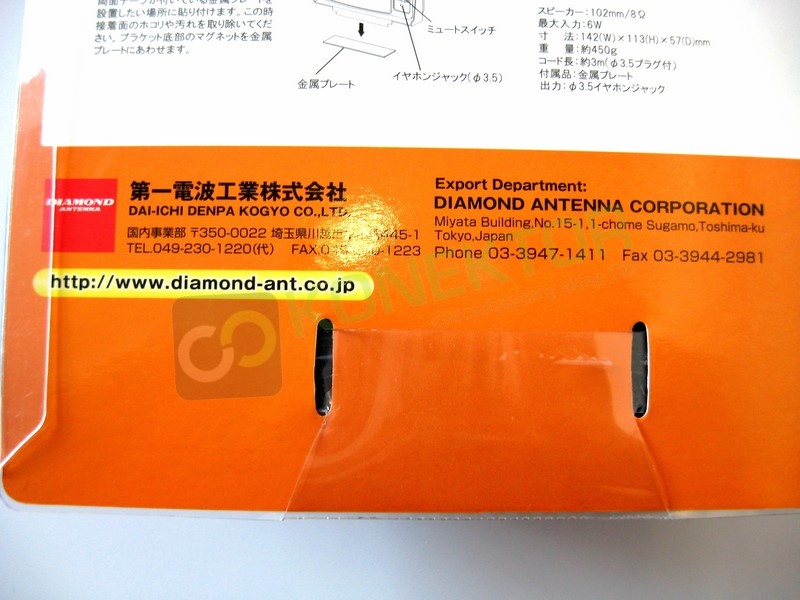 両面テープが付いている金属プレートを
設置したい場所に貼り付けます。この時
接着面のホコリや汚れを取り除いてくだ
さい。ブラケット底部のマグネットを金属
プレートにあわせます。
ミュートスイッチ
イヤホンジャック(φ3.5)
金属プレート
スピーカー:102mm/8Ω
最大入力:6W
寸 法:142(W)×113(H)×57(D)mm
重 量:約450g
コード長:約3m(φ3.5プラグ付)
付属品:金属プレート
出力:φ3.5イヤホンジャック
DIAMOND
ANTENNA
第一電波工業株式会社
DAI-ICHI DENPA KOGYO CO.,LTD.
国内事業部 〒350-0022 埼玉県川越市 445-1
TEL.049-230-1220(代) FAX. 1223
http://www.diamond-ant.co.jp
Export Department:
DIAMOND ANTENNA CORPORATION
Miyata Building,No.15-1,1-chome Sugamo,Toshima-ku
Tokyo,Japan
Phone 03-3947-1411 Fax 03-3944-2981
KONEKTOR